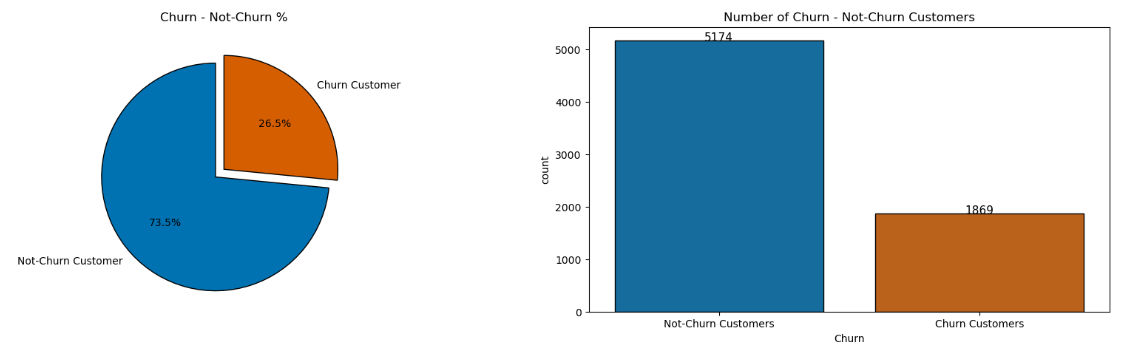 Churn - Not-Churn %
Churn Customer
26.5%
73.5%
Not-Churn Customer
Number of Churn - Not-Churn Customers
5174
5000
4000
3000
2000
1000
0
1869
count
Not-Churn Customers
Churn Customers
Churn